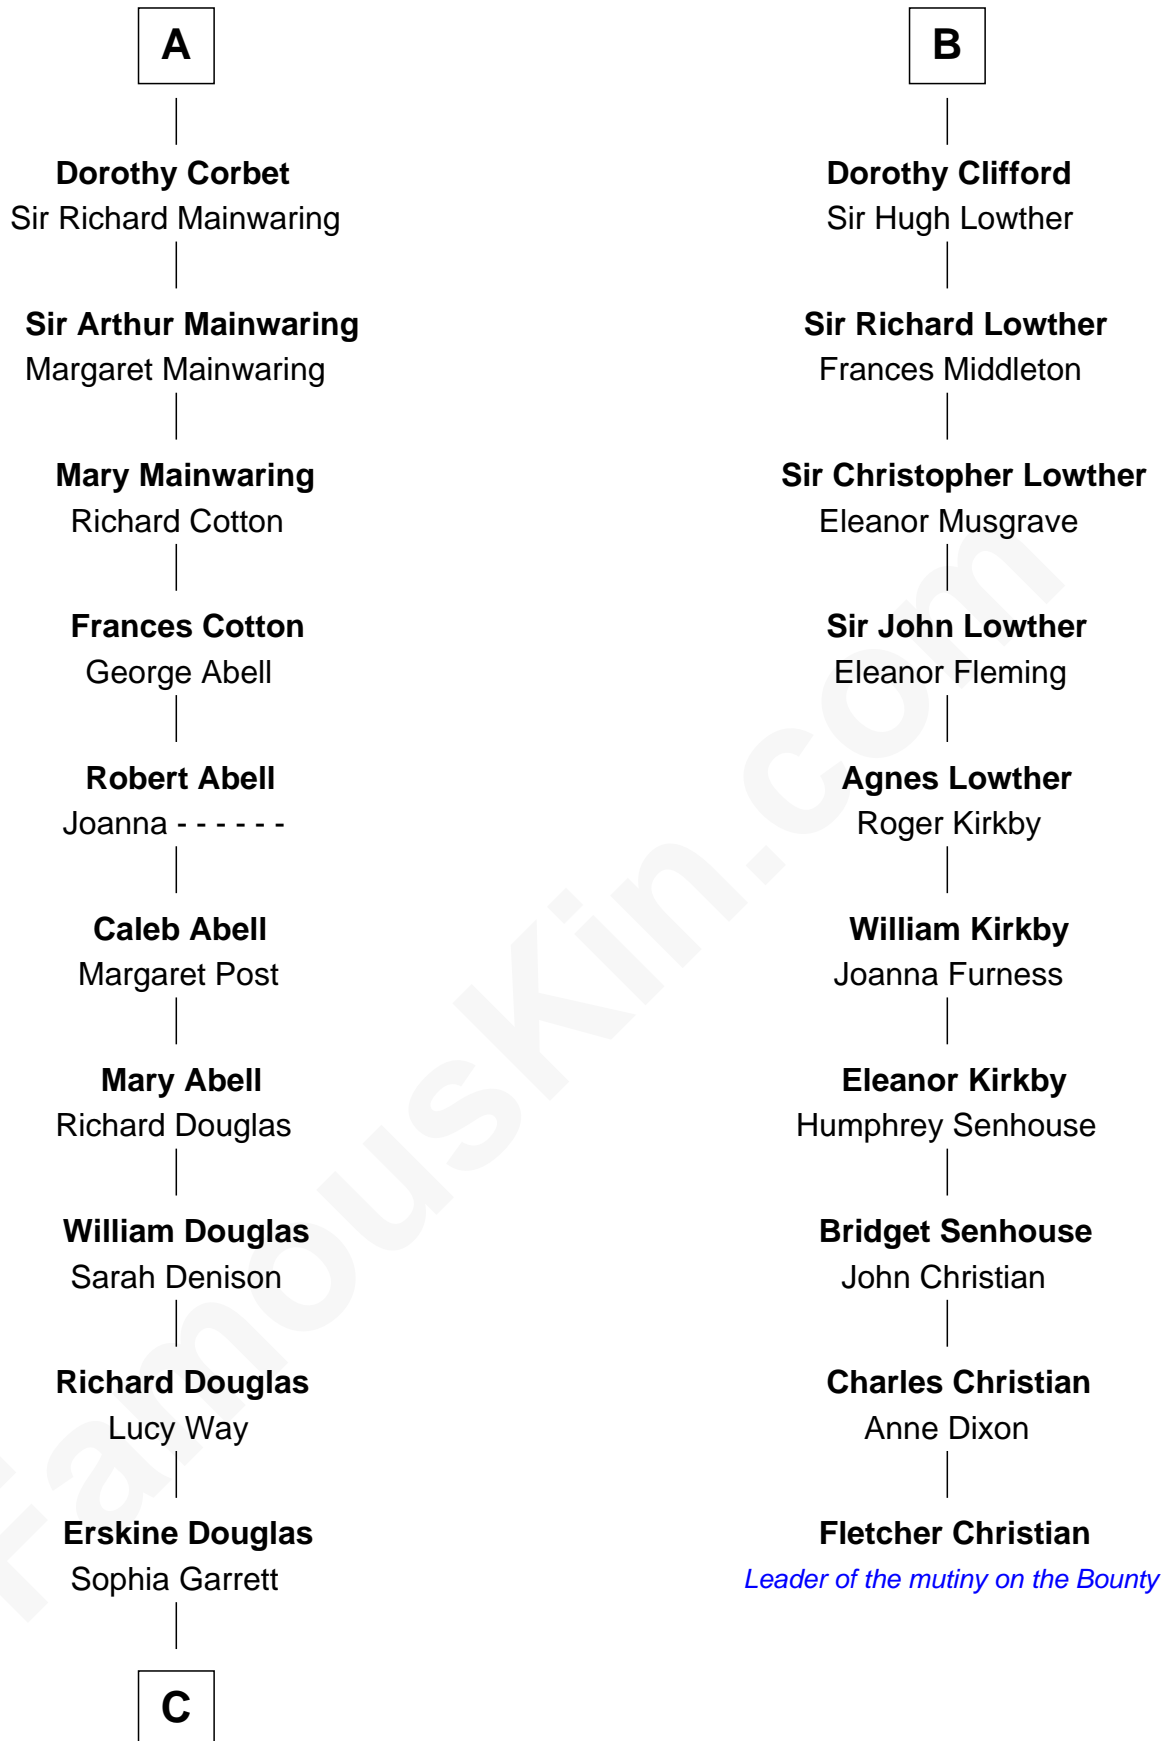 A
Dorothy Corbet
Sir Richard Mainwaring
Sir Arthur Mainwaring
Margaret Mainwaring
Mary Mainwaring
Richard Cotton
Frances Cotton
George Abell
Robert Abell
Joanna - - - - - -
Caleb Abell
Margaret Post
Mary Abell
Richard Douglas
William Douglas
Sarah Denison
Richard Douglas
Lucy Way
Erskine Douglas
Sophia Garrett
C
B
Dorothy Clifford
Sir Hugh Lowther
Sir Richard Lowther
Frances Middleton
Sir Christopher Lowther
Eleanor Musgrave
Sir John Lowther
Eleanor Fleming
Agnes Lowther
Roger Kirkby
William Kirkby
Joanna Furness
Eleanor Kirkby
Humphrey Senhouse
Bridget Senhouse
John Christian
Charles Christian
Anne Dixon
Fletcher Christian
Leader of the mutiny on the Bounty
FamousKin.com